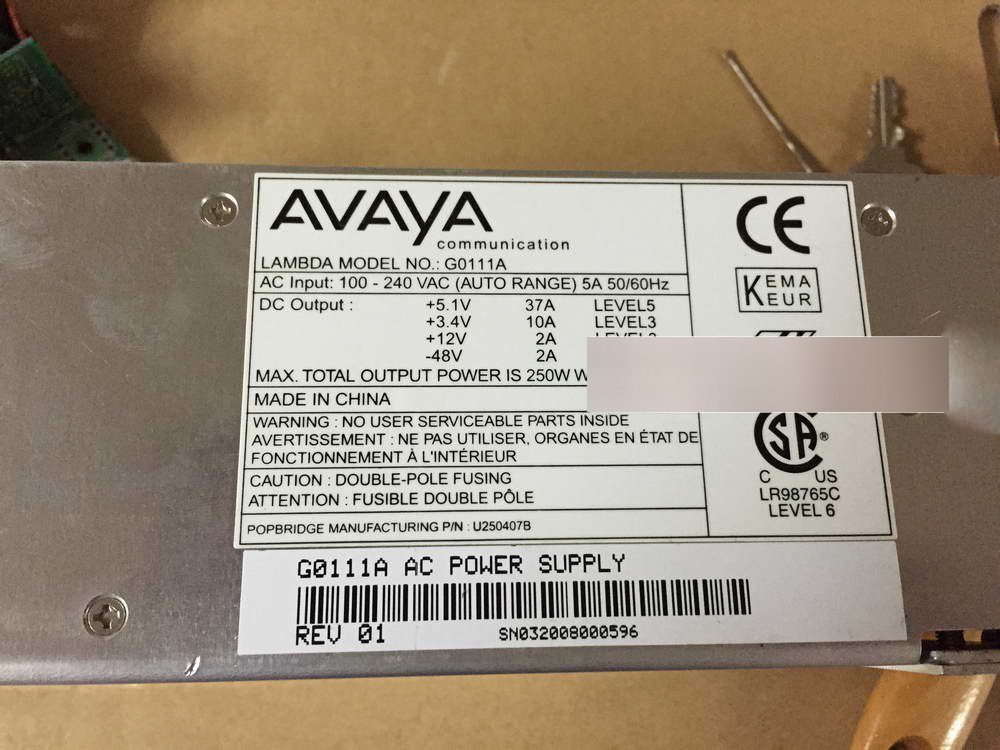 AVAYA
communication
LAMBDA MODEL NO.: G0111A
AC Input: 100 - 240 VAC (AUTO RANGE) 5A 50/60Hz
DC Output : +5.1V 37A LEVEL5
+3.4V 10A LEVEL3
+12V 2A
-48V 2A
MAX. TOTAL OUTPUT POWER IS 250W
MADE IN CHINA
WARNING : NO USER SERVICEABLE PARTS INSIDE
AVERTISSEMENT : NE PAS UTILISER, ORGANES EN ÉTAT DE
FONCTIONNEMENT À L'INTÉRIEUR
CAUTION : DOUBLE-POLE FUSING
ATTENTION : FUSIBLE DOUBLE PÔLE
POPBRIDGE MANUFACTURING P/N : U250407B
CE
KEMA
KEUR
CSA®
C US
LR98765C
LEVEL 6
G0111A AC POWER SUPPLY
REV 01
SN032008000596